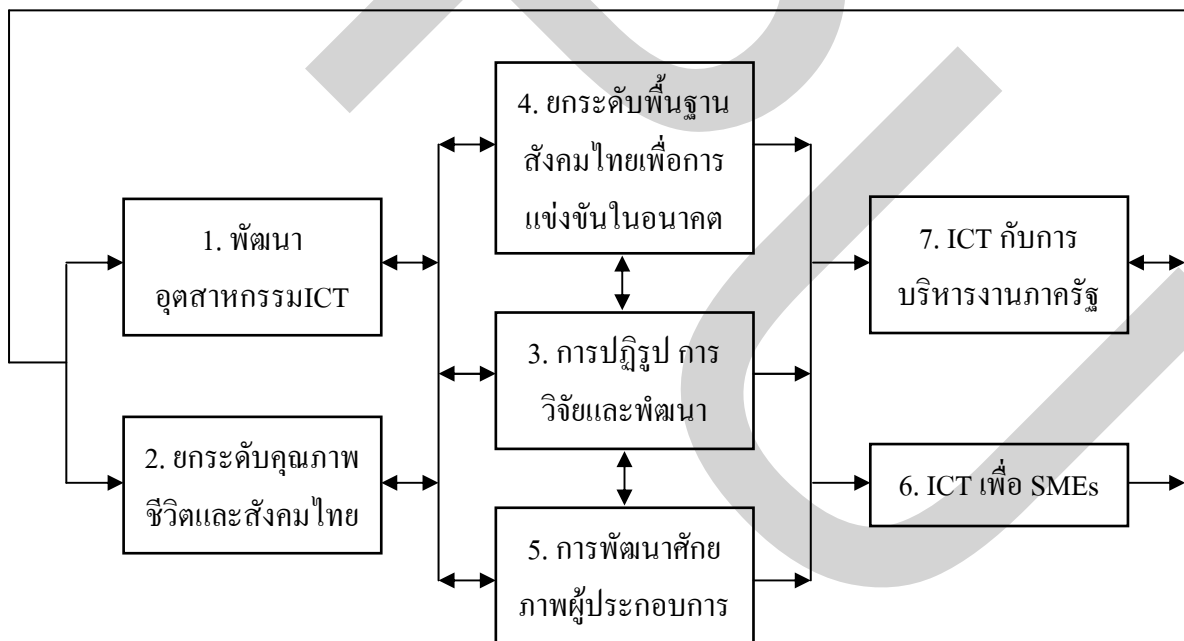 4. ยกระดับพื้นฐาน
สังคมไทยเพื่อการ
แข่งขันในอนาคต
1. พัฒนา
อุตสาหกรรมICT
7. ICT กับการ
บริหารงานภาครัฐ
3. การปฏิรูป การ
วิจัยและพํฒนา
2. ยกระดับคุณภาพ
ชีวิตและสังคมไทย
6. ICT เพื่อ SMEs
5. การพัฒนาศักย
ภาพผู้ประกอบการ